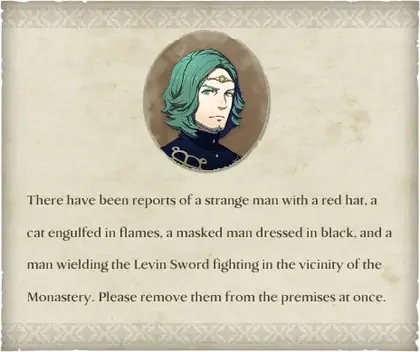 There have been reports of a strange man with a red hat, a
cat engulfed in flames, a masked man dressed in black, and a
man wielding the Levin Sword fighting in the vicinity of the
Monastery. Please remove them from the premises at once.